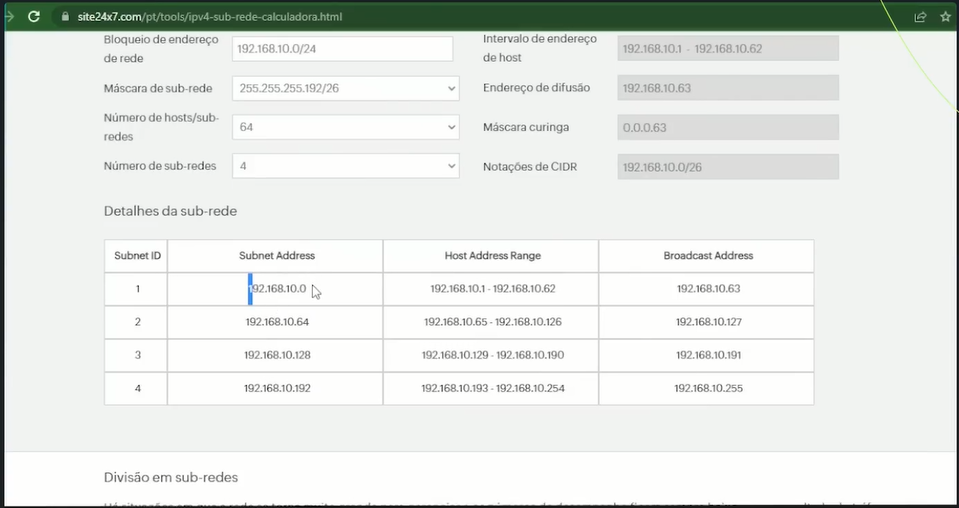 site24x7.com/pt/tools/ipv4-sub-rede-calculadora.html
Bloqueio de endereço de rede
192.168.10.0/24
Intervalo de endereço de host
192.168.10.1 - 192.168.10.62
Máscara de sub-rede
255.255.255.192/26
Endereço de difusão
192.168.10.63
Número de hosts/sub-redes
64
Máscara curinga
0.0.0.63
Número de sub-redes
4
Notações de CIDR
192.168.10.0/26
Detalhes da sub-rede
Subnet ID Subnet Address Host Address Range Broadcast Address
1 192.168.10.0 192.168.10.1 - 192.168.10.62 192.168.10.63
2 192.168.10.64 192.168.10.65 - 192.168.10.126 192.168.10.127
3 192.168.10.128 192.168.10.129 - 192.168.10.190 192.168.10.191
4 192.168.10.192 192.168.10.193 - 192.168.10.254 192.168.10.255
Divisão em sub-redes